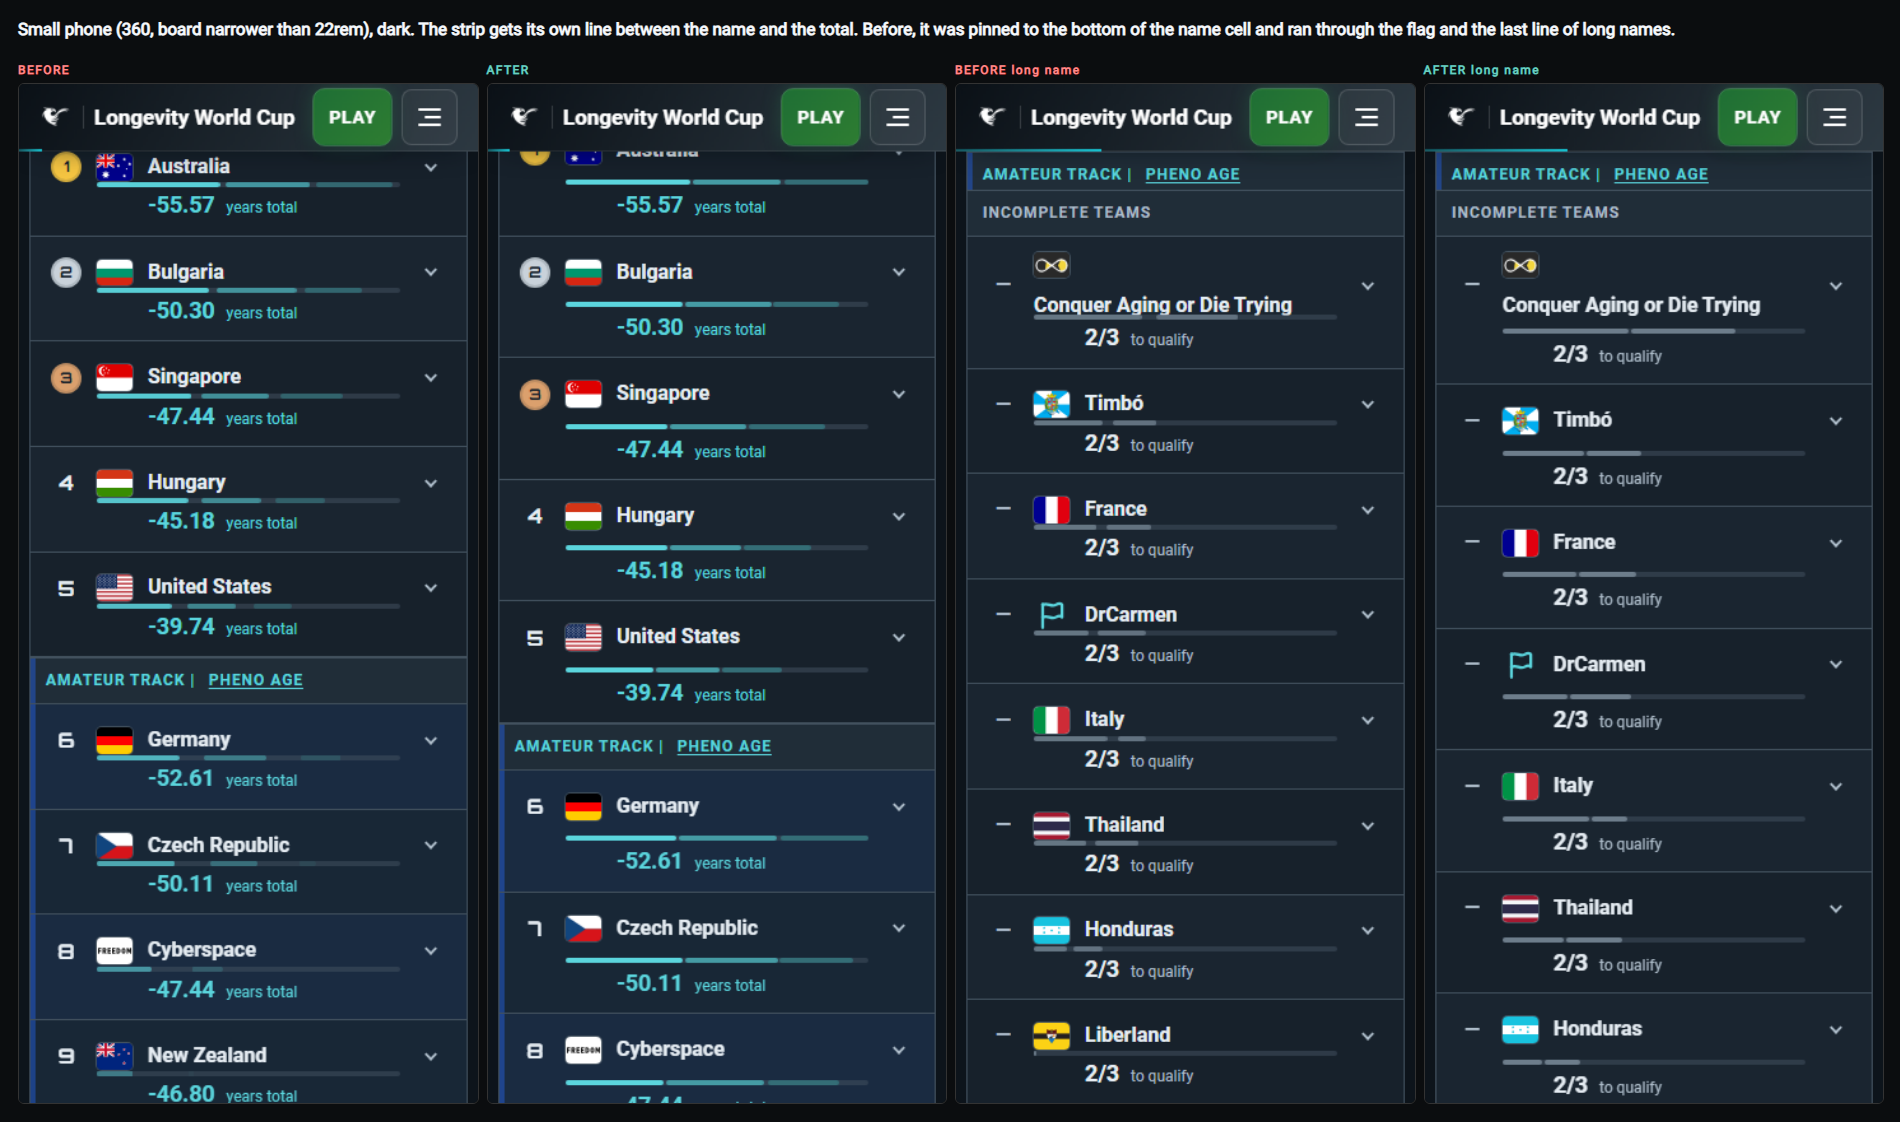 Small phone (360, board narrower than 22rem), dark. The strip gets its own line between the name and the total. Before, it was pinned to the bottom of the name cell and ran through the flag and the last line of long names.
BEFORE
Longevity World Cup
PLAY
1
Australia
-55.57 years total
2
Bulgaria
-50.30 years total
3
Singapore
-47.44 years total
4
Hungary
-45.18 years total
5
United States
-39.74 years total
AMATEUR TRACK | PHENO AGE
6
Germany
-52.61 years total
7
Czech Republic
-50.11 years total
8
FREEDOM
Cyberspace
-47.44 years total
9
New Zealand
-46.80 years total
AFTER
Longevity World Cup
PLAY
Australia
-55.57 years total
2
Bulgaria
-50.30 years total
3
Singapore
-47.44 years total
4
Hungary
-45.18 years total
5
United States
-39.74 years total
AMATEUR TRACK | PHENO AGE
6
Germany
-52.61 years total
7
Czech Republic
-50.11 years total
8
FREEDOM
Cyberspace
-47.44
BEFORE long name
Longevity World Cup
PLAY
AMATEUR TRACK | PHENO AGE
INCOMPLETE TEAMS
–
Conquer Aging or Die Trying
2/3 to qualify
–
Timbó
2/3 to qualify
–
France
2/3 to qualify
–
DrCarmen
2/3 to qualify
–
Italy
2/3 to qualify
–
Thailand
2/3 to qualify
–
Honduras
2/3 to qualify
–
Liberland
2/3 to qualify
AFTER long name
Longevity World Cup
PLAY
AMATEUR TRACK | PHENO AGE
INCOMPLETE TEAMS
–
Conquer Aging or Die Trying
2/3 to qualify
–
Timbó
2/3 to qualify
–
France
2/3 to qualify
–
DrCarmen
2/3 to qualify
–
Italy
2/3 to qualify
–
Thailand
2/3 to qualify
–
Honduras
2/3 to qualify